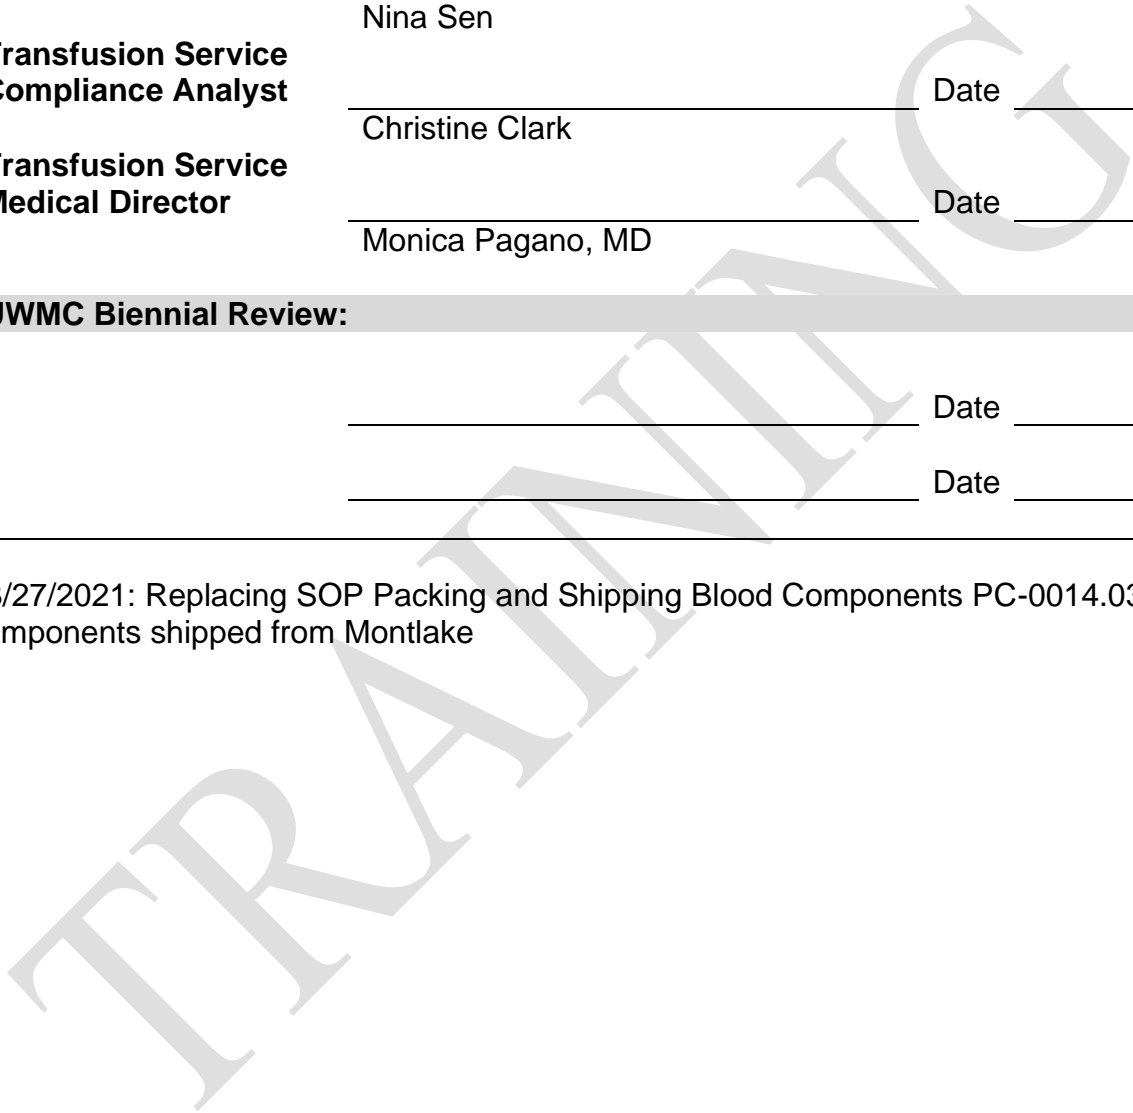 Nina Sen
Transfusion Service
Compliance Analyst Date
Christine Clark
Transfusion Service
Medical Director Date
Monica Pagano, MD
UWMC Biennial Review:
Date
Date
/27/2021: Replacing SOP Packing and Shipping Blood Components PC-0014.03
mponents shipped from Montlake
TRAINING